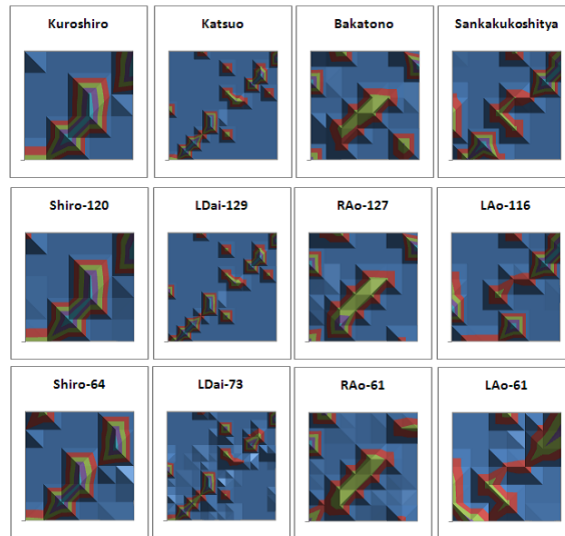 Kuroshiro
Katsuo
Bakatono
Sankakukoshitya
Shiro-120
LDai-129
RAo-127
LAo-116
Shiro-64
LDai-73
RAo-61
LAo-61